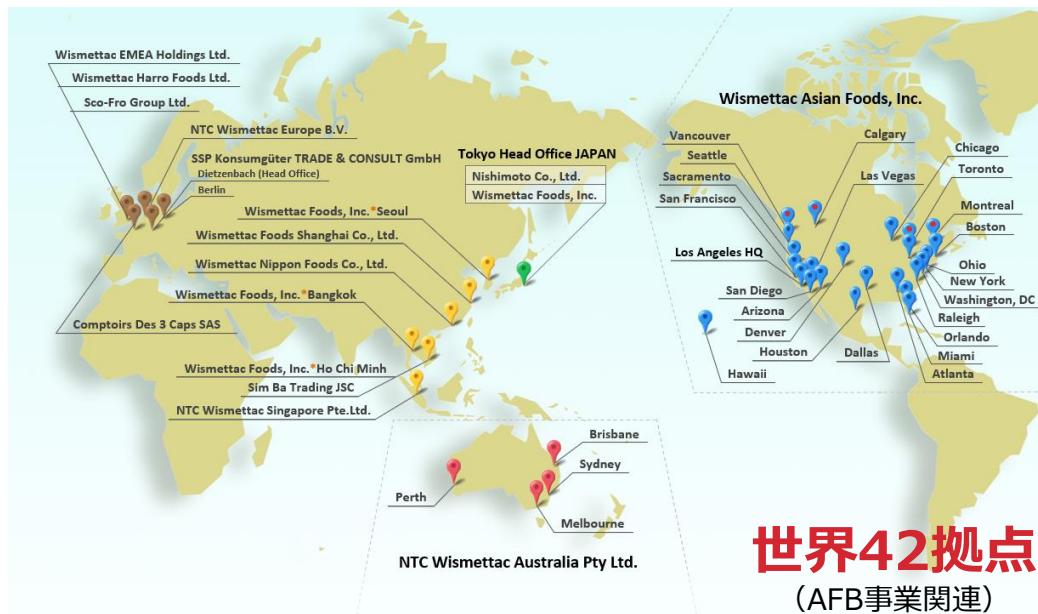 Wismettac EMEA Holdings Ltd.
Wismettac Harro Foods Ltd.
Sco-Fro Group Ltd.
NTC Wismettac Europe B.V.
SSP Konsumgüter TRADE & CONSULT GmbH
Dietzenbach (Head Office)
Berlin
Tokyo Head Office JAPAN
Nishimoto Co., Ltd.
Wismettac Foods, Inc.
Wismettac Foods, Inc.*Seoul
Wismettac Foods Shanghai Co., Ltd.
Wismettac Nippon Foods Co., Ltd.
Wismettac Foods, Inc.*Bangkok
Comptoirs Des 3 Caps SAS
Wismettac Foods, Inc.*Ho Chi Minh
Sim Ba Trading JSC
NTC Wismettac Singapore Pte.Ltd.
Wismettac Asian Foods, Inc.
Vancouver
Seattle
Sacramento
San Francisco
Los Angeles HQ
San Diego
Arizona
Denver
Houston
Hawaii
Calgary
Las Vegas
Chicago
Toronto
Montreal
Boston
Ohio
New York
Washington, DC
Raleigh
Orlando
Miami
Atlanta
Dallas
Brisbane
Sydney
Perth
Melbourne
NTC Wismettac Australia Pty Ltd.
世界42拠点
（AFB事業関連）